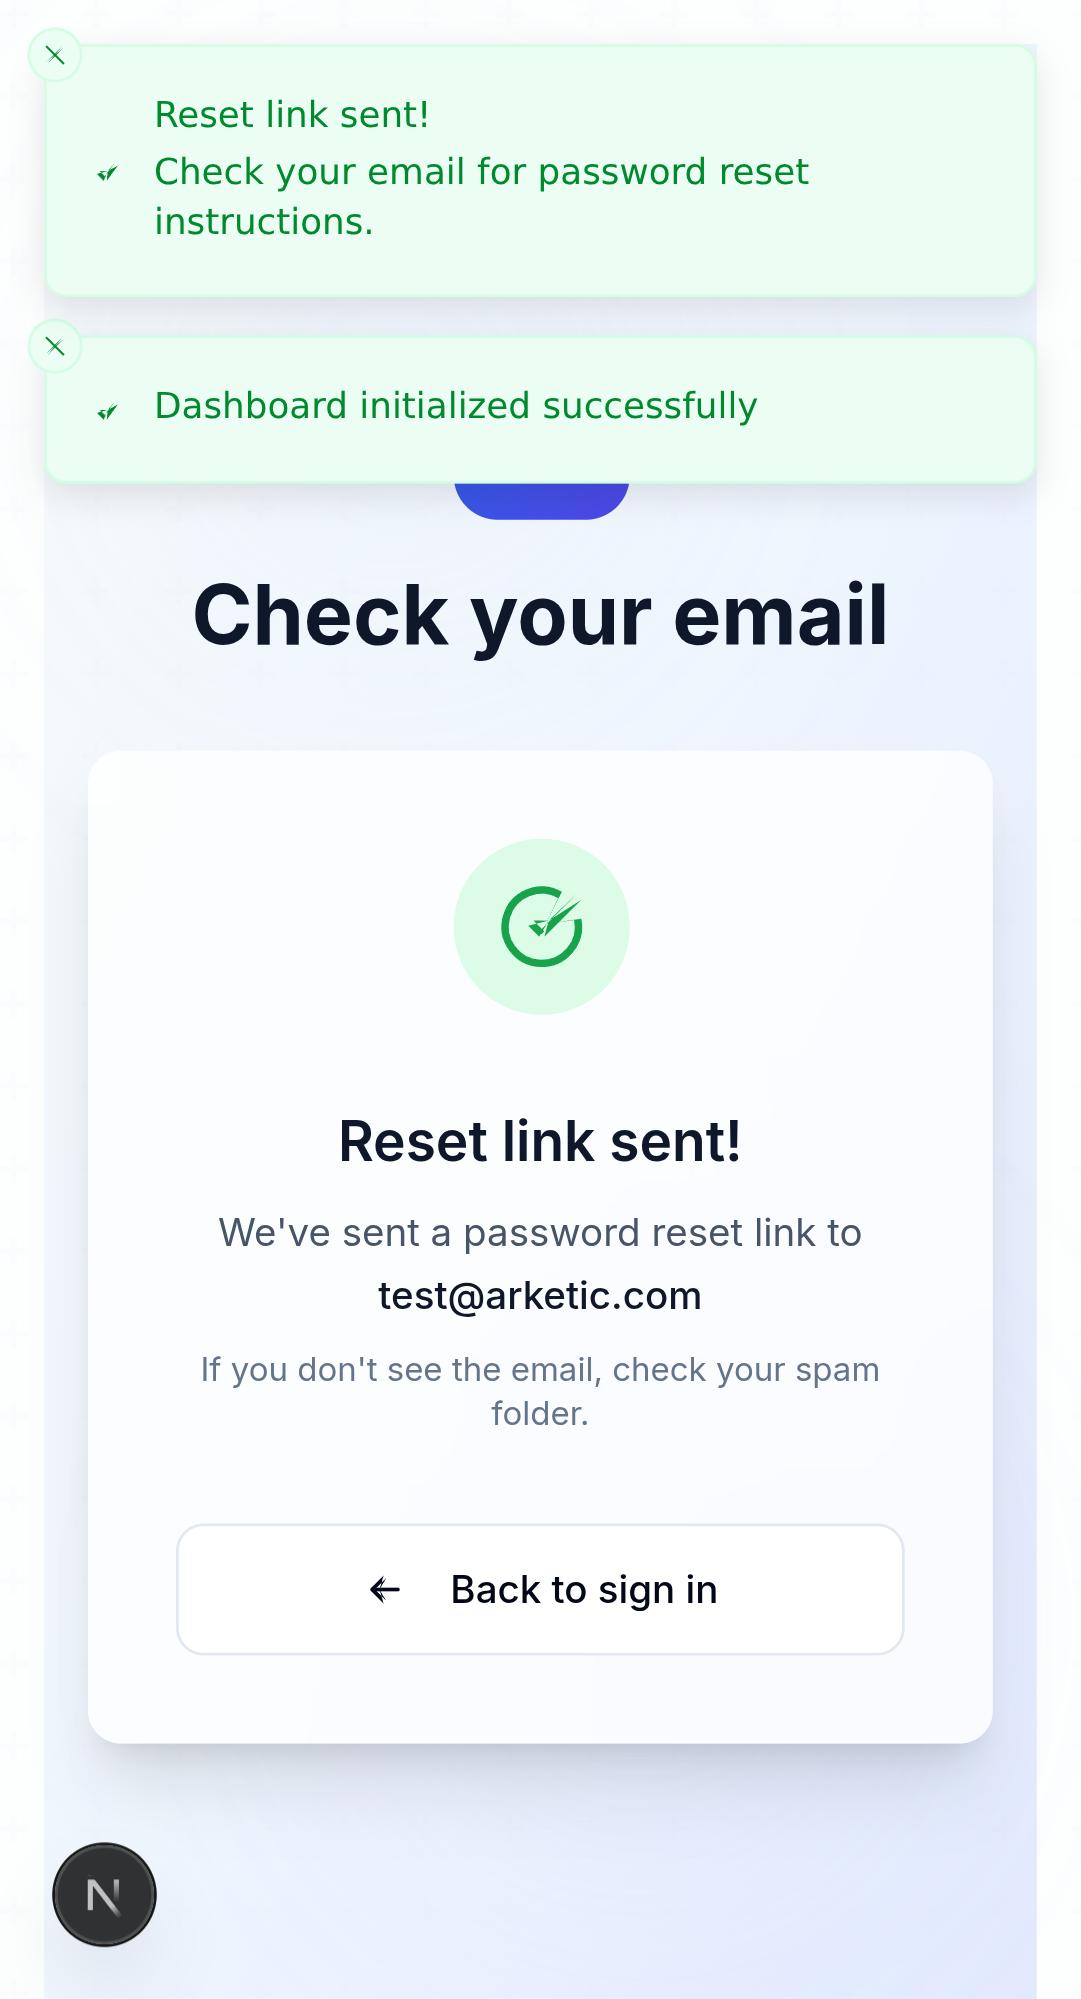 Reset link sent!
Check your email for password reset
instructions.
Dashboard initialized successfully
Check your email
Reset link sent!
We've sent a password reset link to
test@arketic.com
If you don't see the email, check your spam
folder.
Back to sign in
N